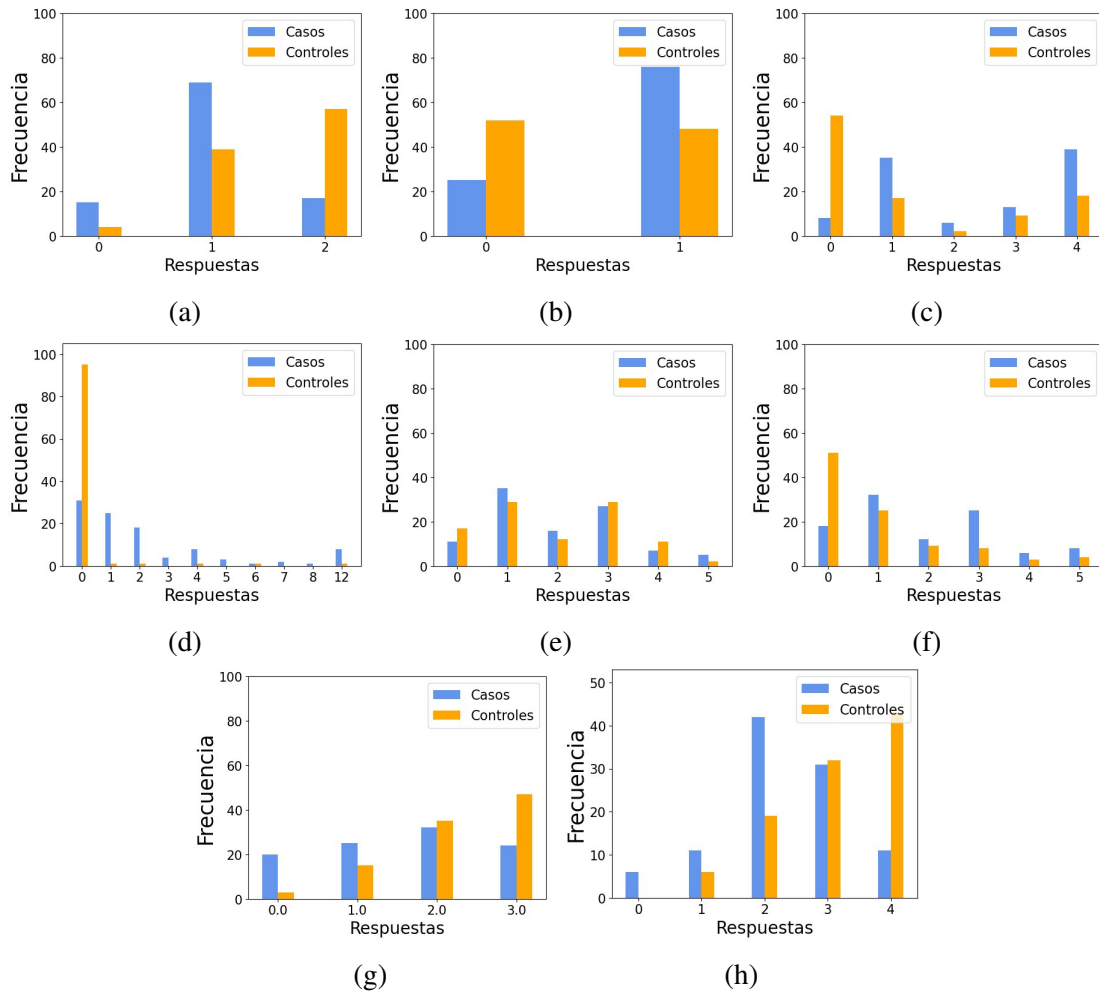 100
80
60
40
20
0
Frecuencia
Casos
Controles
0 1 2
Respuestas
(a)
100
80
60
40
20
0
Frecuencia
Casos
Controles
0 1
Respuestas
(b)
100
80
60
40
20
0
Frecuencia
Casos
Controles
0 1 2 3 4
Respuestas
(c)
100
80
60
40
20
0
Frecuencia
Casos
Controles
0 1 2 3 4 5 6 7 8 12
Respuestas
(d)
100
80
60
40
20
0
Frecuencia
Casos
Controles
0 1 2 3 4 5
Respuestas
(e)
100
80
60
40
20
0
Frecuencia
Casos
Controles
0 1 2 3 4 5
Respuestas
(f)
100
80
60
40
20
0
Frecuencia
Casos
Controles
0.0 1.0 2.0 3.0
Respuestas
(g)
50
40
30
20
10
0
Frecuencia
Casos
Controles
0 1 2 3 4
Respuestas
(h)